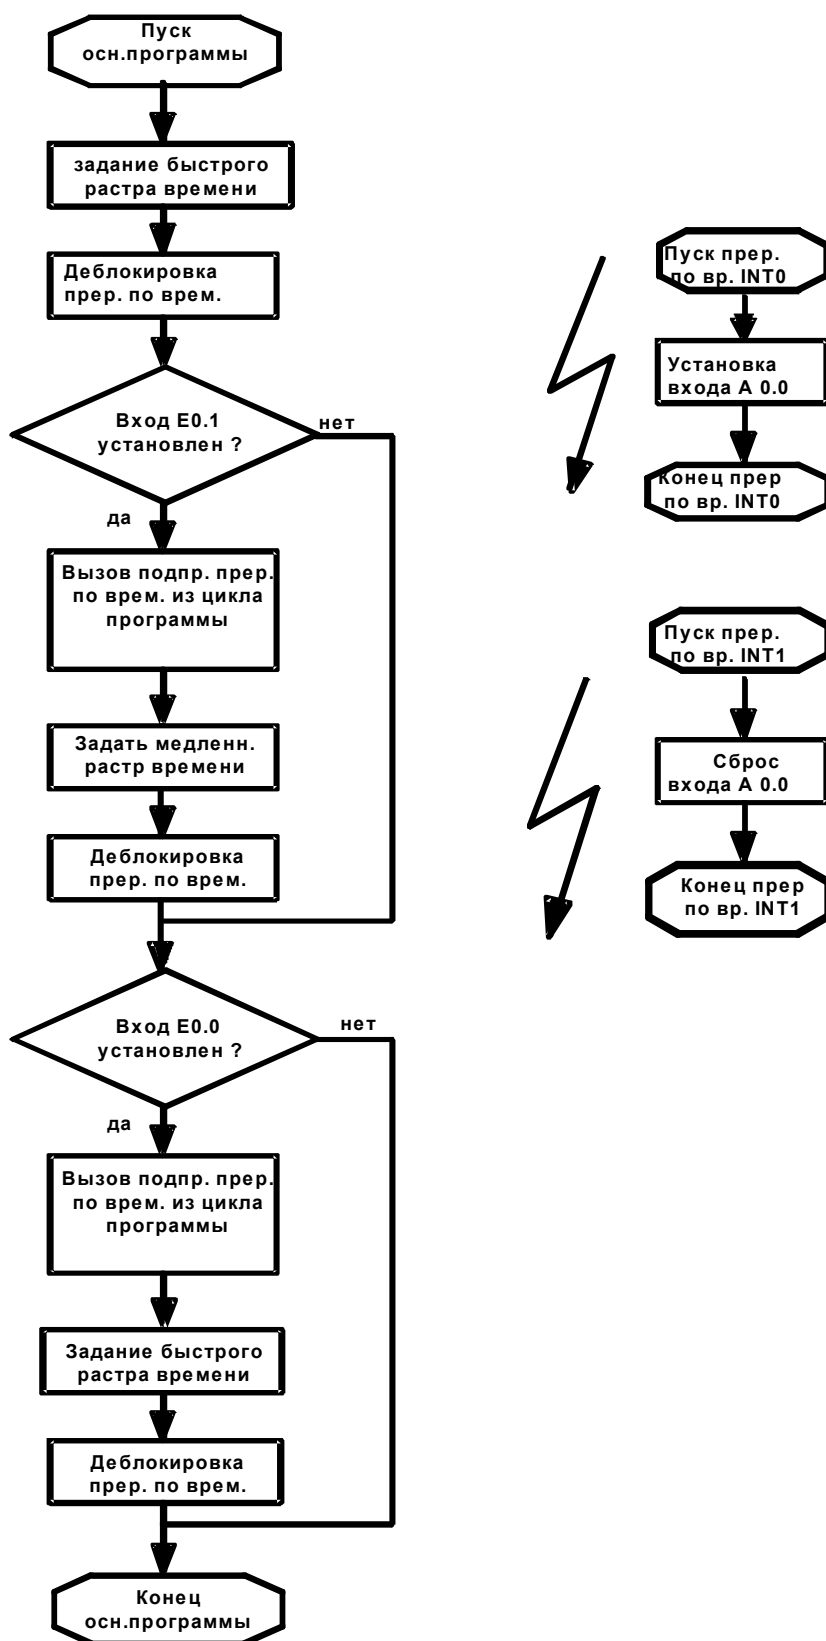 Пуск
осн.программы
задание быстрого
растра времени
Деблокировка
прер. по врем.
Вход E0.1
установлен ?
нет
да
Вызов подпр. прер.
по врем. из цикла
программы
Задать медленн.
растр времени
Деблокировка
прер. по врем.
Вход E0.0
установлен ?
нет
да
Вызов подпр. прер.
по врем. из цикла
программы
Задание быстрого
растра времени
Деблокировка
прер. по врем.
Конец
осн.программы
Пуск прер.
по вр. INT0
Установка
входа A 0.0
Конец прер
по вр. INT0
Пуск прер.
по вр. INT1
Сброс
входа A 0.0
Конец прер
по вр. INT1